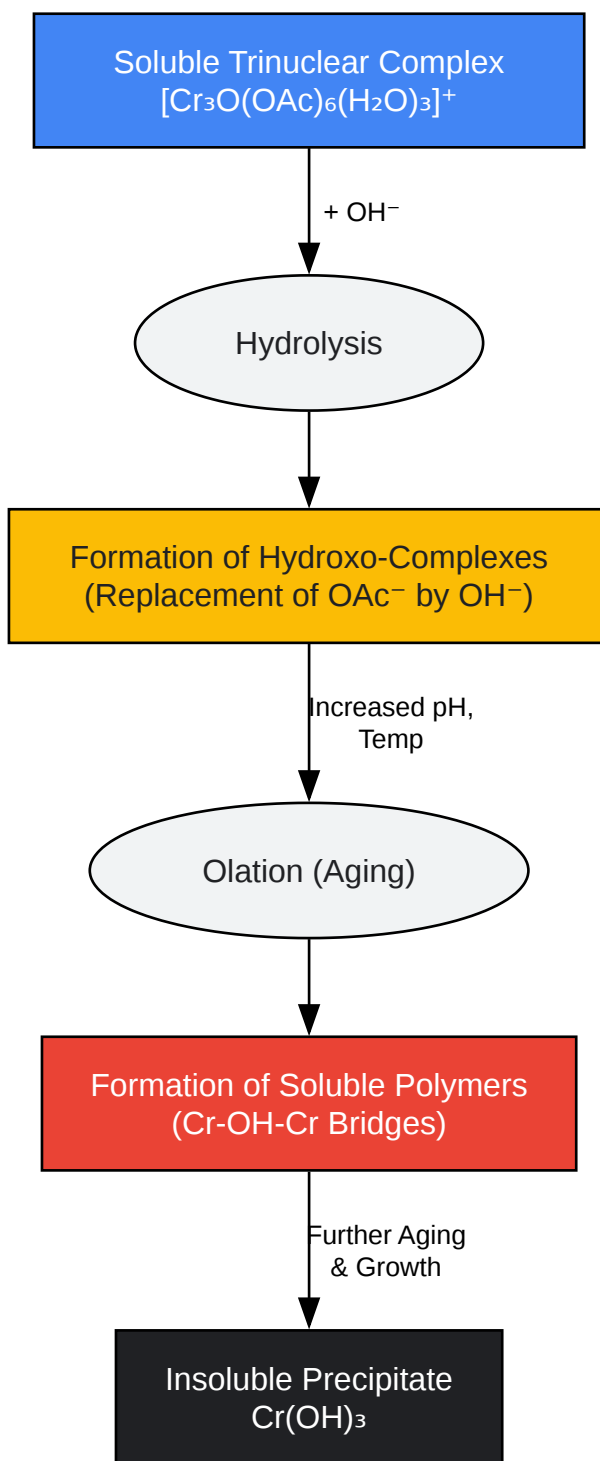 Soluble Trinuclear Complex
[Cr₃O(OAc)₆(H₂O)₃]⁺
+ OH⁻
Hydrolysis
Formation of Hydroxo-Complexes
(Replacement of OAc⁻ by OH⁻)
Increased pH,
Temp
Olation (Aging)
Formation of Soluble Polymers
(Cr-OH-Cr Bridges)
Further Aging
& Growth
Insoluble Precipitate
Cr(OH)₃